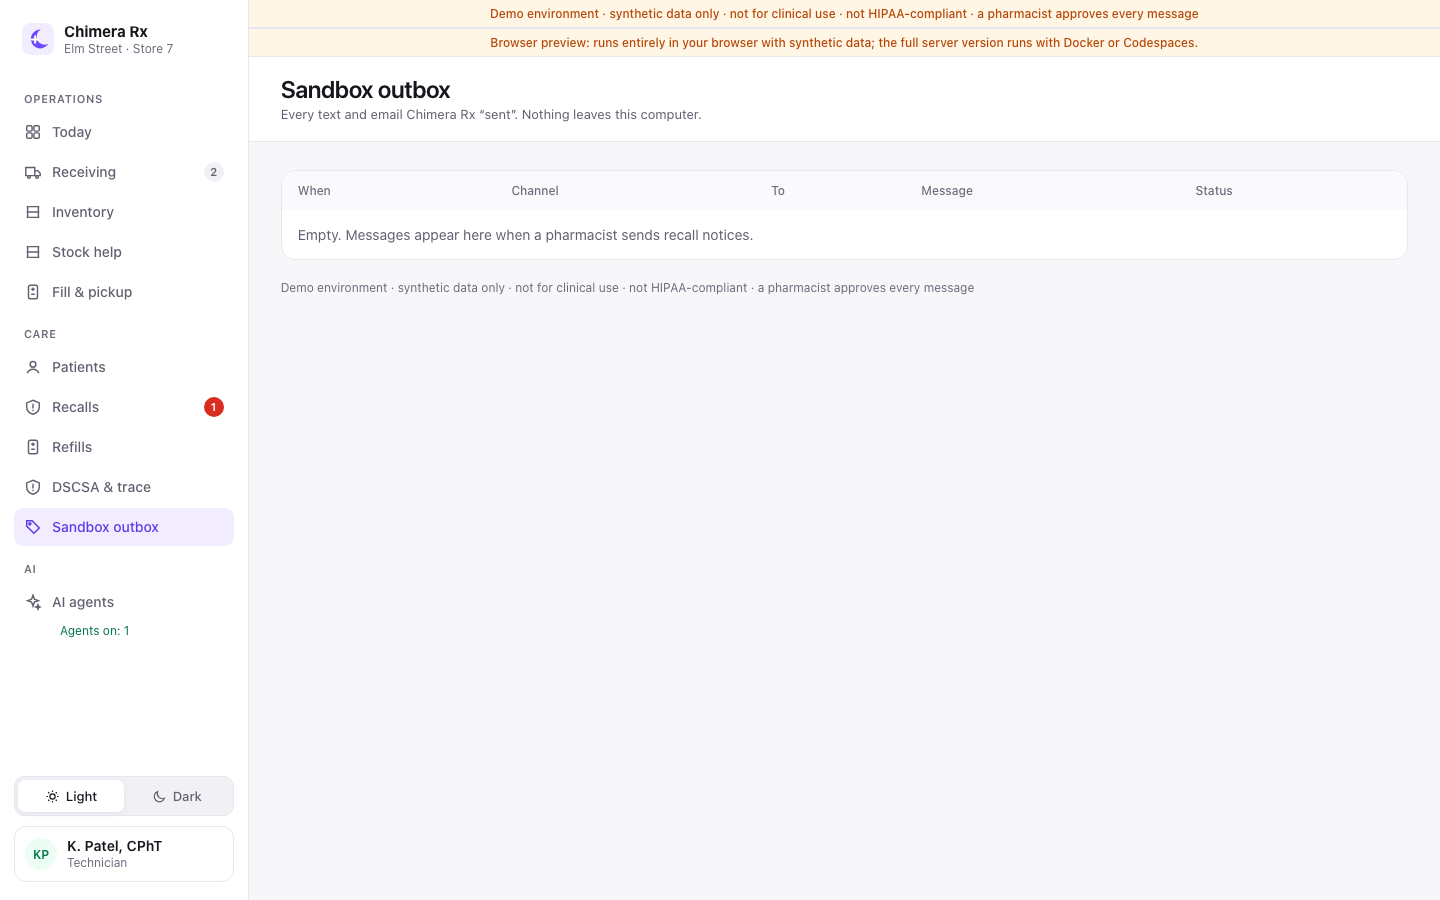 Chimera Rx
Elm Street · Store 7
OPERATIONS
Today
Receiving 2
Inventory
Stock help
Fill & pickup
CARE
Patients
Recalls 1
Refills
DSCSA & trace
Sandbox outbox
AI
AI agents
Agents on: 1
Light Dark
KP
K. Patel, CPhT
Technician
Demo environment · synthetic data only · not for clinical use · not HIPAA-compliant · a pharmacist approves every message
Browser preview: runs entirely in your browser with synthetic data; the full server version runs with Docker or Codespaces.
Sandbox outbox
Every text and email Chimera Rx “sent”. Nothing leaves this computer.
When Channel To Message Status
Empty. Messages appear here when a pharmacist sends recall notices.
Demo environment · synthetic data only · not for clinical use · not HIPAA-compliant · a pharmacist approves every message